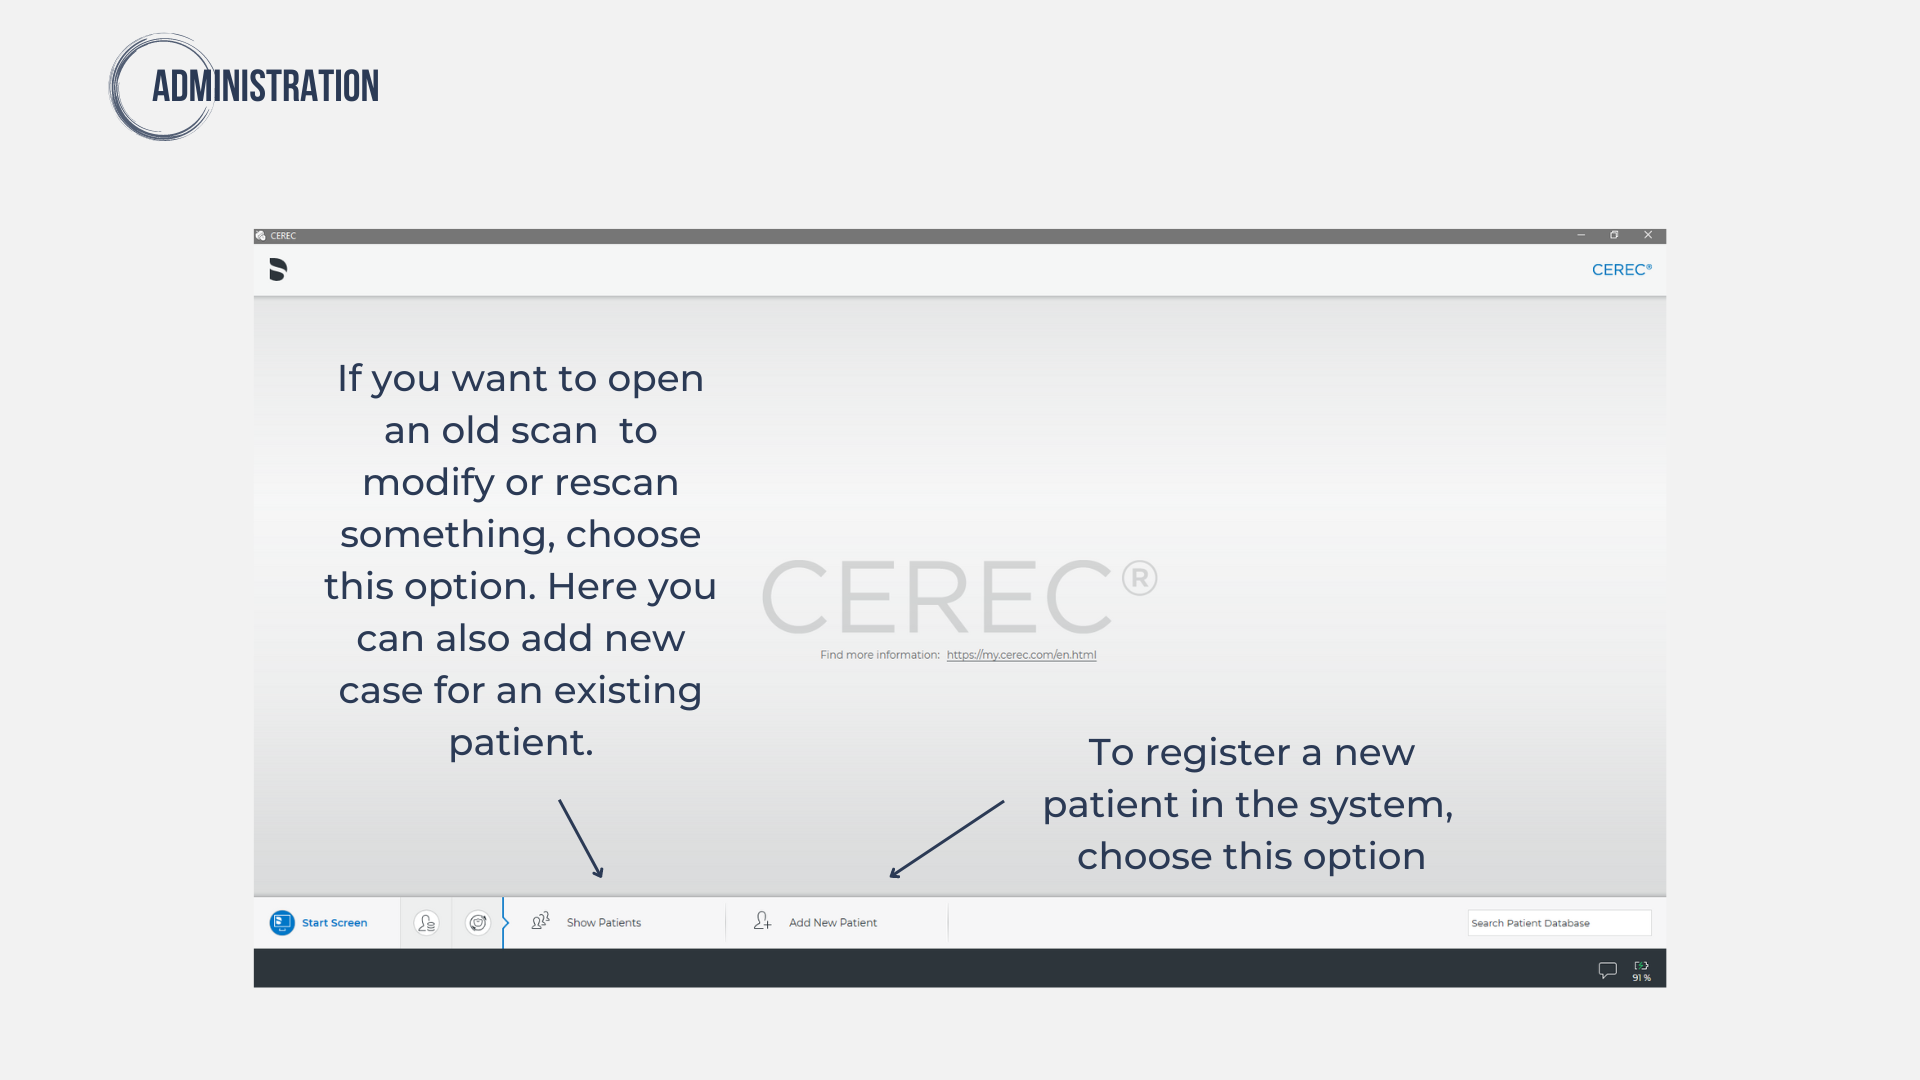 ADMINISTRATION
CEREC
CEREC®
If you want to open
an old scan  to
modify or rescan
something, choose
this option. Here you
can also add new
case for an existing
patient.
CEREC®
Find more information: https://my.cerec.com/en.html
To register a new
patient in the system,
choose this option
Start Screen
Show Patients
Add New Patient
Search Patient Database
91 %